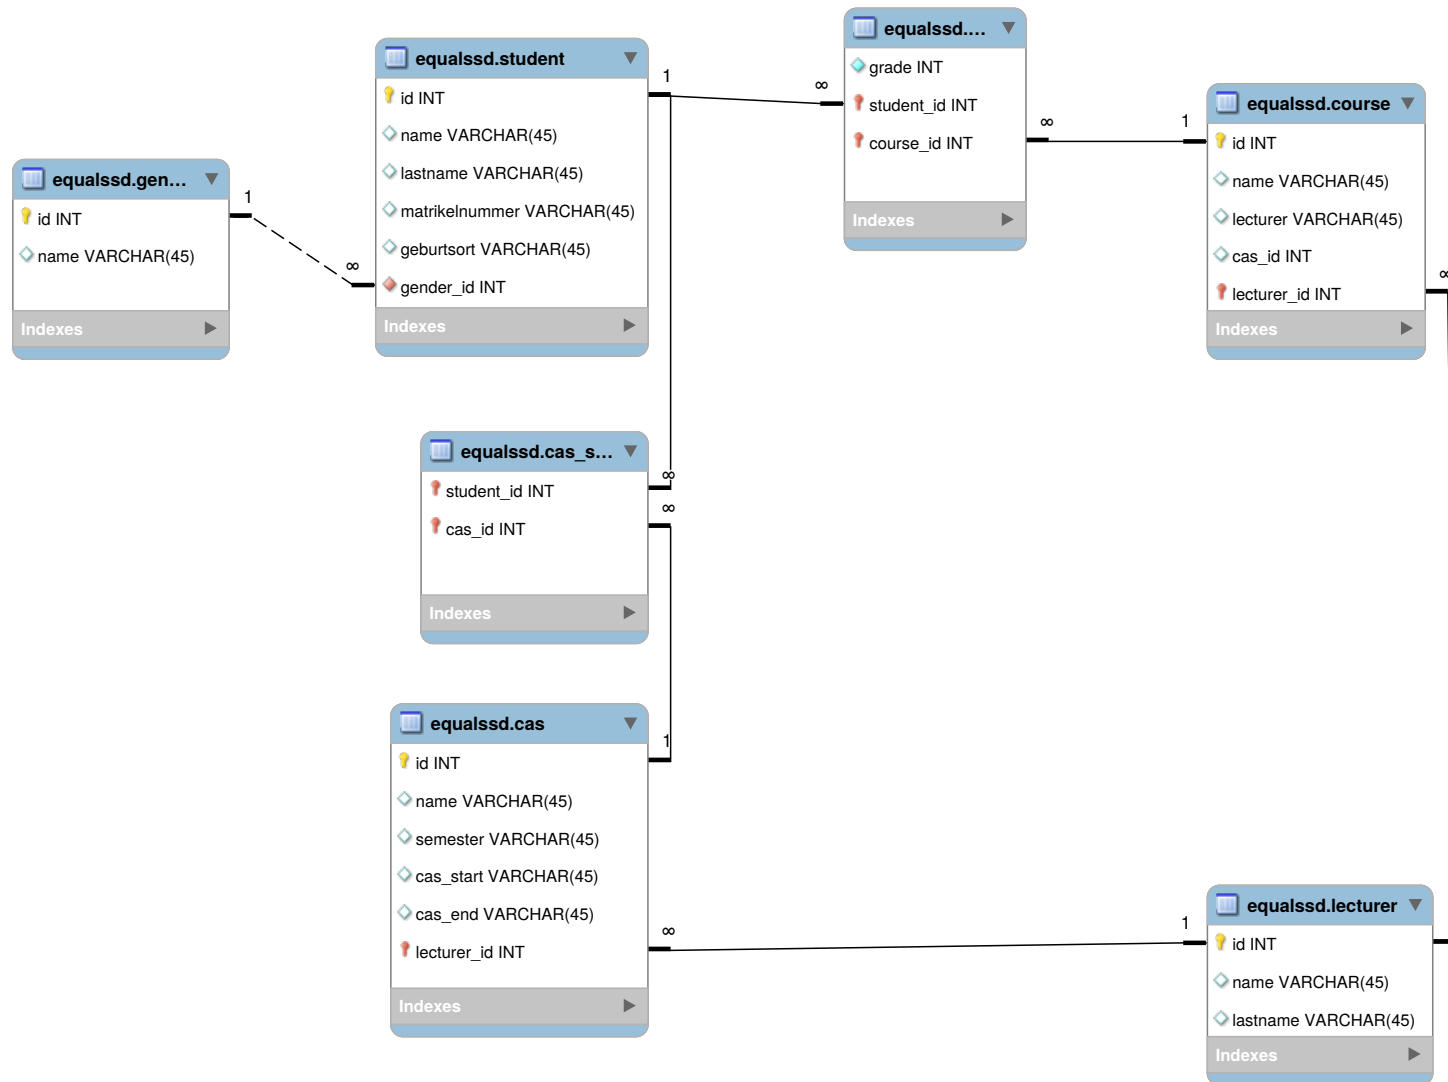 equalssd.gen...
id INT
name VARCHAR(45)
Indexes
1
∞
equalssd.student
id INT
name VARCHAR(45)
lastname VARCHAR(45)
matrikelnummer VARCHAR(45)
geburtsort VARCHAR(45)
gender_id INT
Indexes
1
∞
equalssd....
grade INT
student_id INT
course_id INT
Indexes
∞
1
equalssd.course
id INT
name VARCHAR(45)
lecturer VARCHAR(45)
cas_id INT
lecturer_id INT
Indexes
∞
equalssd.cas_s...
student_id INT
cas_id INT
Indexes
∞
∞
equalssd.cas
id INT
name VARCHAR(45)
semester VARCHAR(45)
cas_start VARCHAR(45)
cas_end VARCHAR(45)
lecturer_id INT
Indexes
1
∞
1
equalssd.lecturer
id INT
name VARCHAR(45)
lastname VARCHAR(45)
Indexes